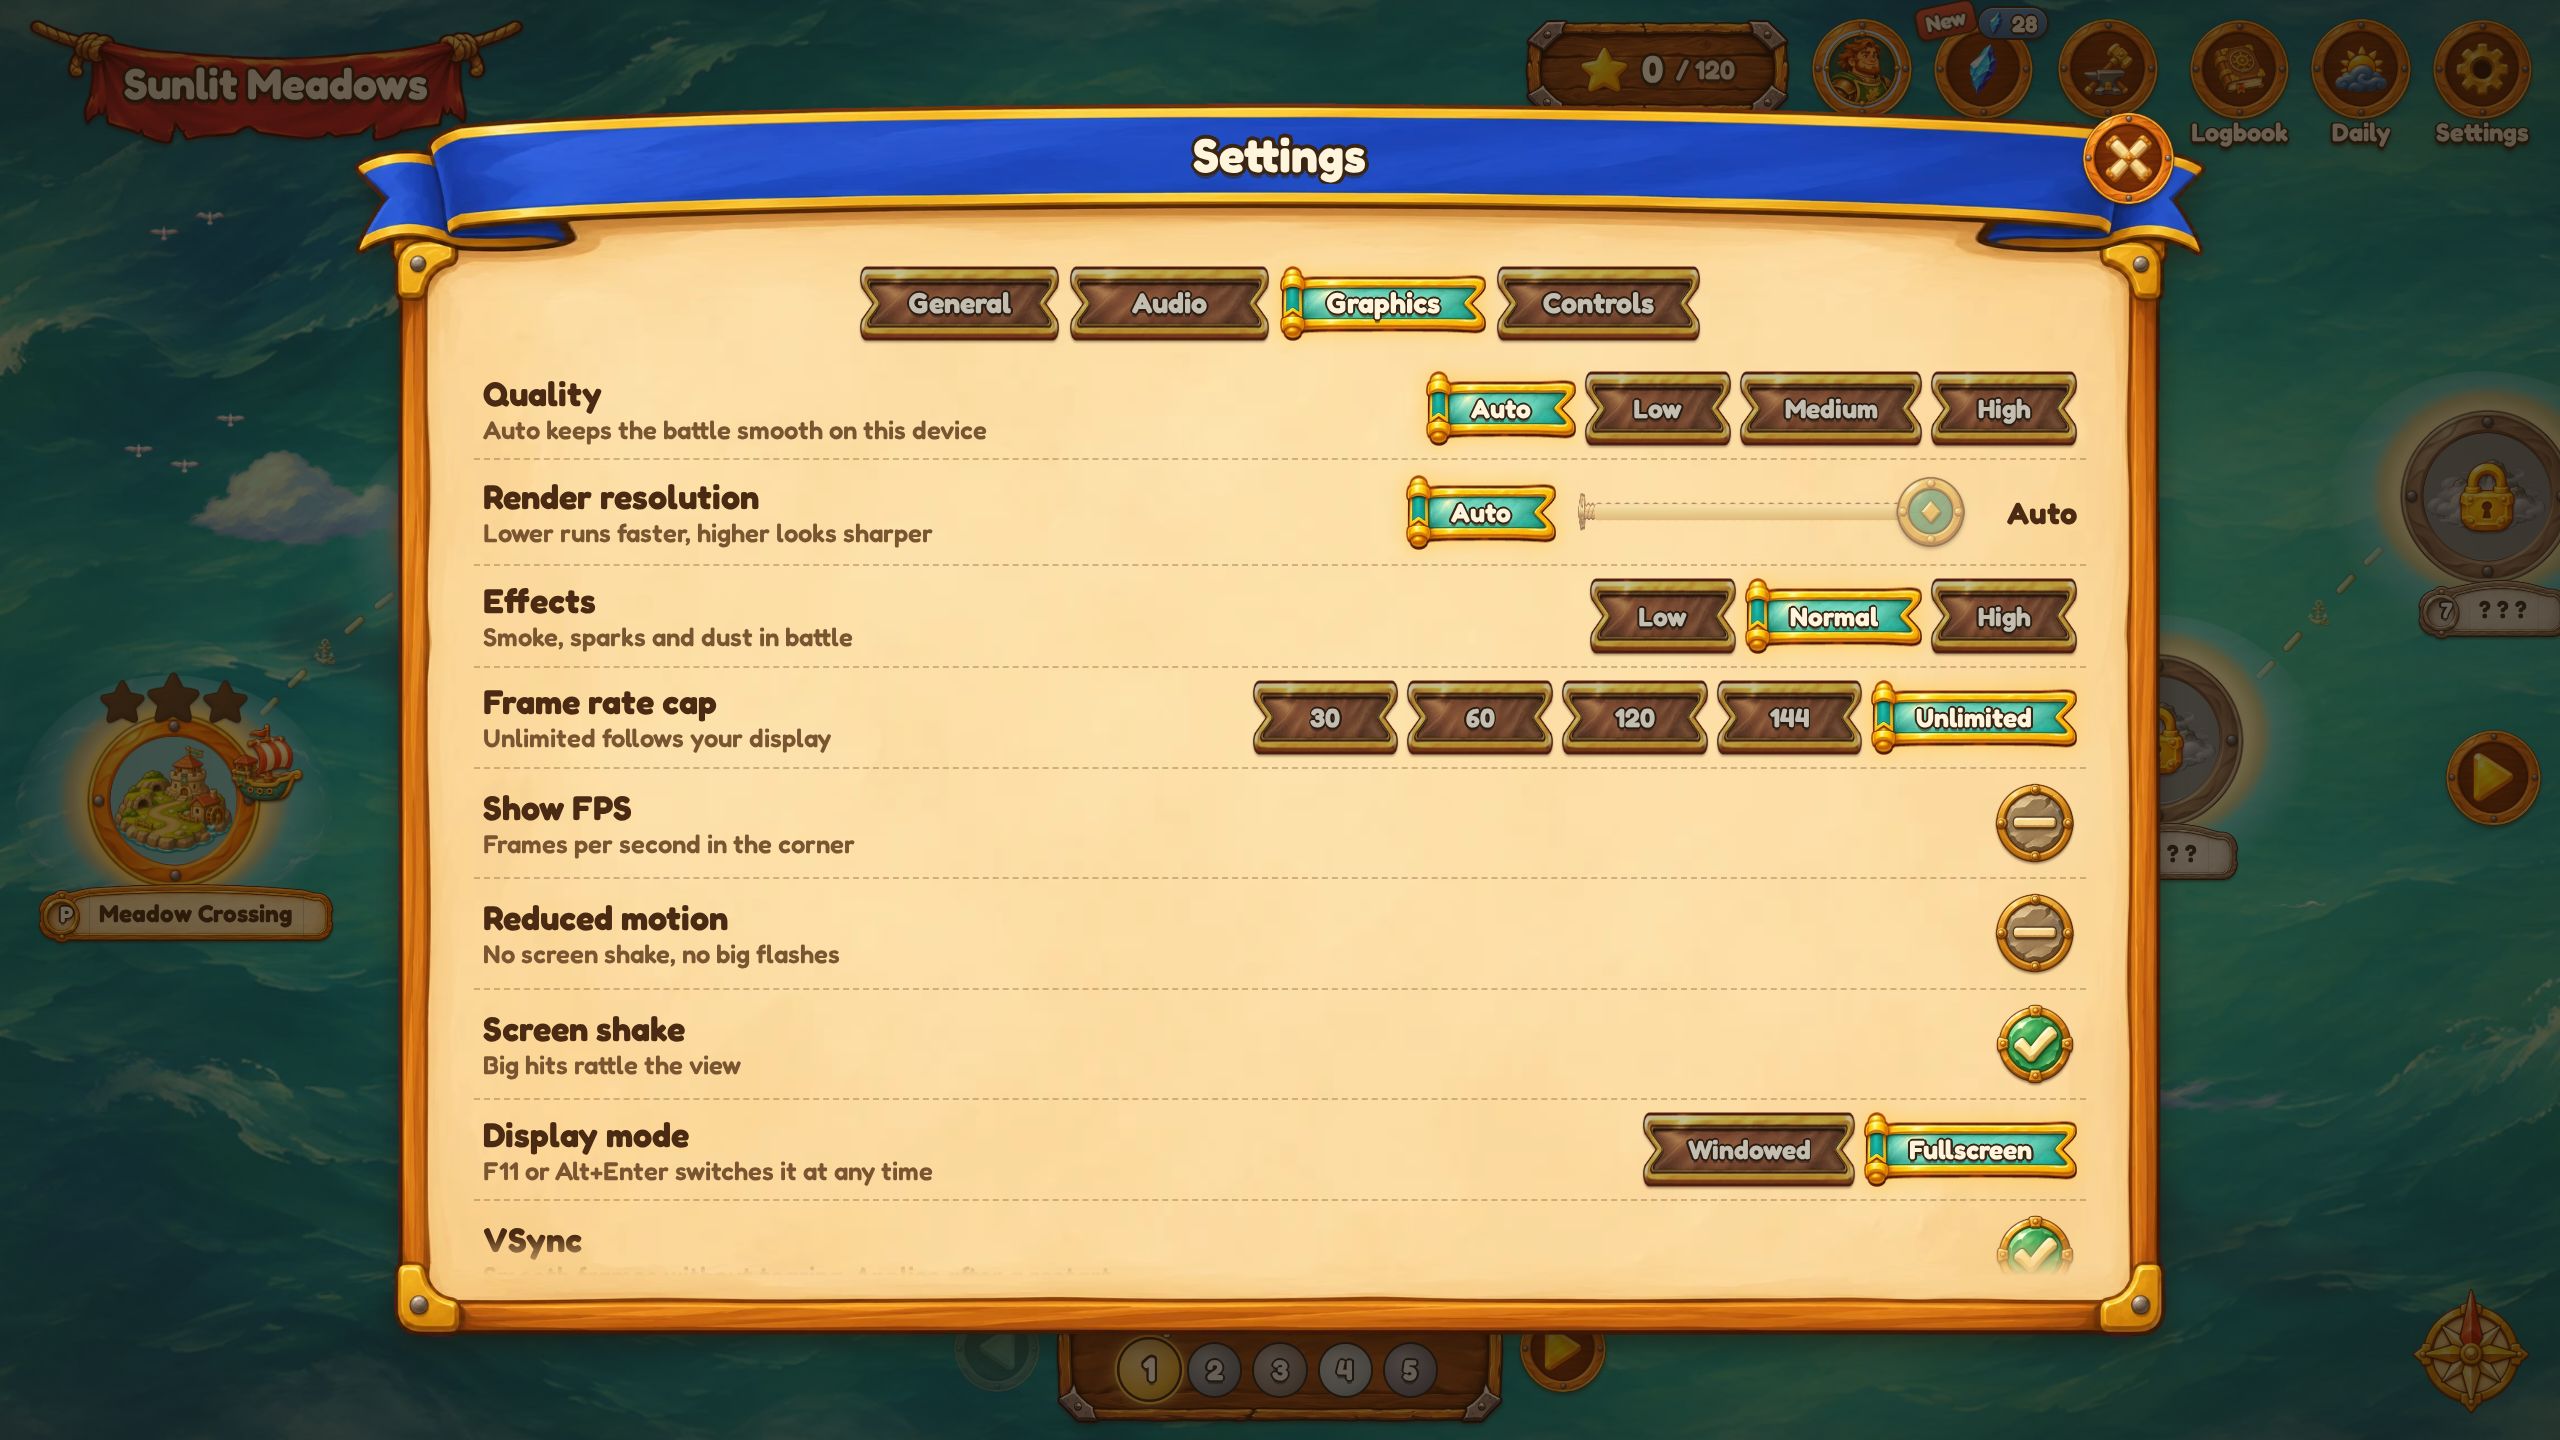 Sunlit Meadows
0 / 120
New
28
Logbook
Daily
Settings
Settings
General
Audio
Graphics
Controls
Quality
Auto keeps the battle smooth on this device
Auto
Low
Medium
High
Render resolution
Lower runs faster, higher looks sharper
Auto
Auto
Effects
Smoke, sparks and dust in battle
Low
Normal
High
Frame rate cap
Unlimited follows your display
30
60
120
144
Unlimited
Show FPS
Frames per second in the corner
Reduced motion
No screen shake, no big flashes
Screen shake
Big hits rattle the view
Display mode
F11 or Alt+Enter switches it at any time
Windowed
Fullscreen
VSync
P Meadow Crossing
7 ???
??
1
2
3
4
5